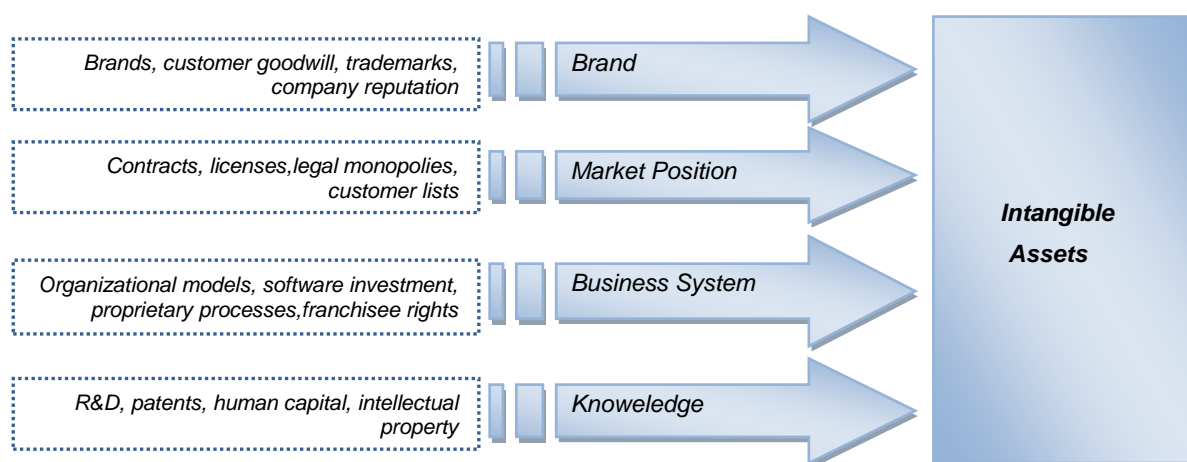 Brands, customer goodwill, trademarks,
company reputation
Brand
Contracts, licenses,legal monopolies,
customer lists
Market Position
Organizational models, software investment,
proprietary processes,franchisee rights
Business System
R&D, patents, human capital, intellectual
property
Knoweledge
Intangible
Assets